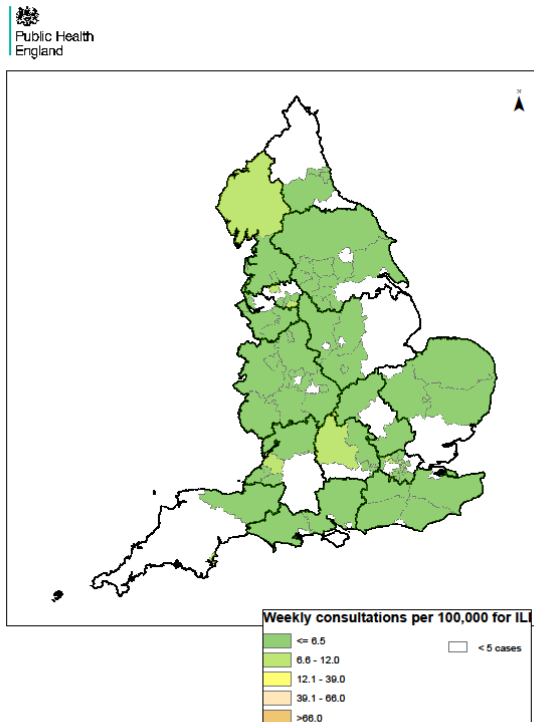 Public Health
England
N
Weekly consultations per 100,000 for ILI
<= 6.5
< 5 cases
6.6 - 12.0
12.1 - 39.0
39.1 - 66.0
>66.0